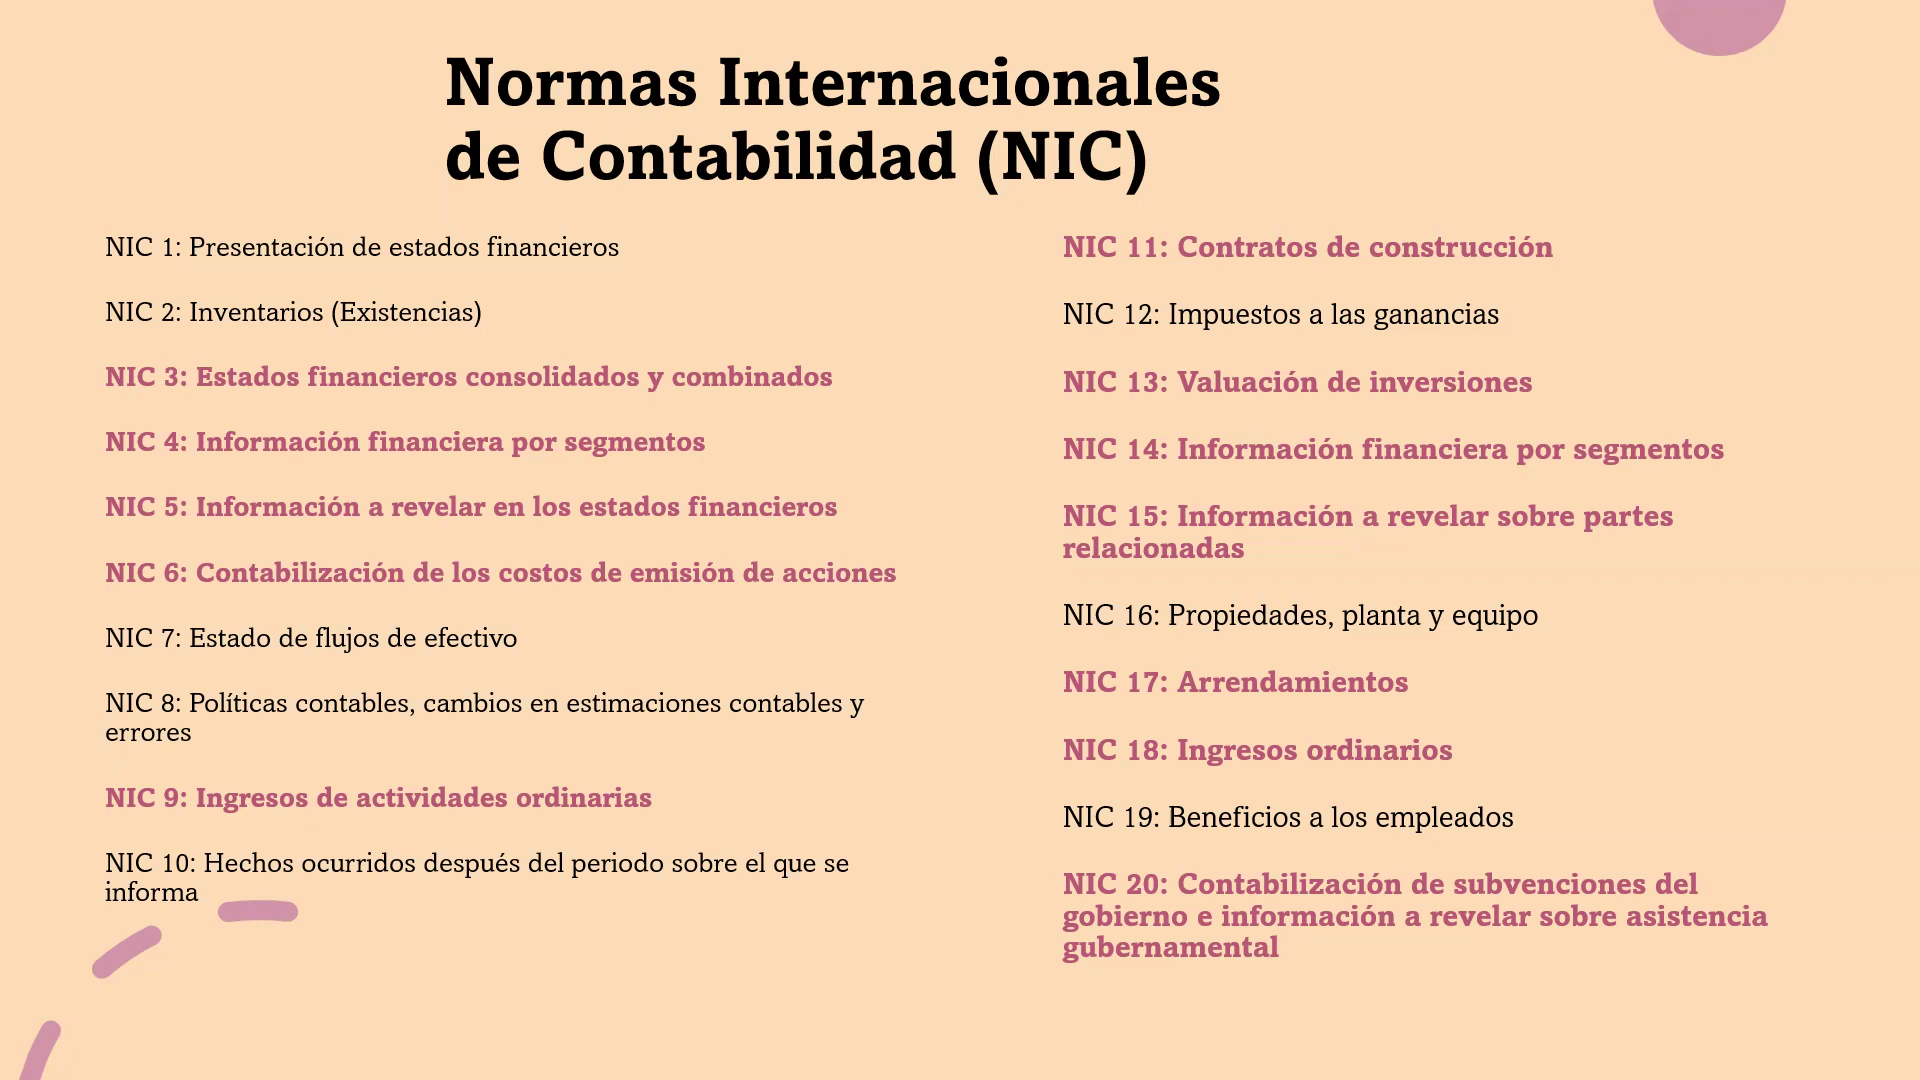 Normas Internacionales
de Contabilidad (NIC)
NIC 1: Presentación de estados financieros
NIC 2: Inventarios (Existencias)
NIC 3: Estados financieros consolidados y combinados
NIC 4: Información financiera por segmentos
NIC 5: Información a revelar en los estados financieros
NIC 6: Contabilización de los costos de emisión de acciones
NIC 7: Estado de flujos de efectivo
NIC 8: Políticas contables, cambios en estimaciones contables y
errores
NIC 9: Ingresos de actividades ordinarias
NIC 10: Hechos ocurridos después del periodo sobre el que se
informa
NIC 11: Contratos de construcción
NIC 12: Impuestos a las ganancias
NIC 13: Valuación de inversiones
NIC 14: Información financiera por segmentos
NIC 15: Información a revelar sobre partes
relacionadas
NIC 16: Propiedades, planta y equipo
NIC 17: Arrendamientos
NIC 18: Ingresos ordinarios
NIC 19: Beneficios a los empleados
NIC 20: Contabilización de subvenciones del
gobierno e información a revelar sobre asistencia
gubernamental